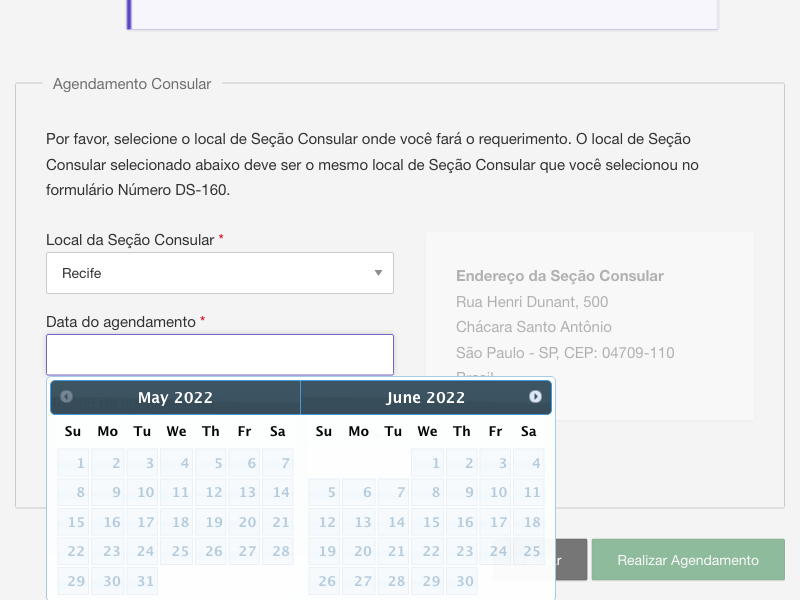 Agendamento Consular
Por favor, selecione o local de Seção Consular onde você fará o requerimento. O local de Seção
Consular selecionado abaixo deve ser o mesmo local de Seção Consular que você selecionou no
formulário Número DS-160.
Local da Seção Consular *
Recife
Data do agendamento *
Endereço da Seção Consular
Rua Henri Dunant, 500
Chácara Santo Antônio
São Paulo - SP, CEP: 04709-110
Brasil
May 2022
Su Mo Tu We Th Fr Sa
1 2 3 4 5 6 7
8 9 10 11 12 13 14
15 16 17 18 19 20 21
22 23 24 25 26 27 28
29 30 31
June 2022
Su Mo Tu We Th Fr Sa
1 2 3 4
5 6 7 8 9 10 11
12 13 14 15 16 17 18
19 20 21 22 23 24 25
26 27 28 29 30
Realizar Agendamento